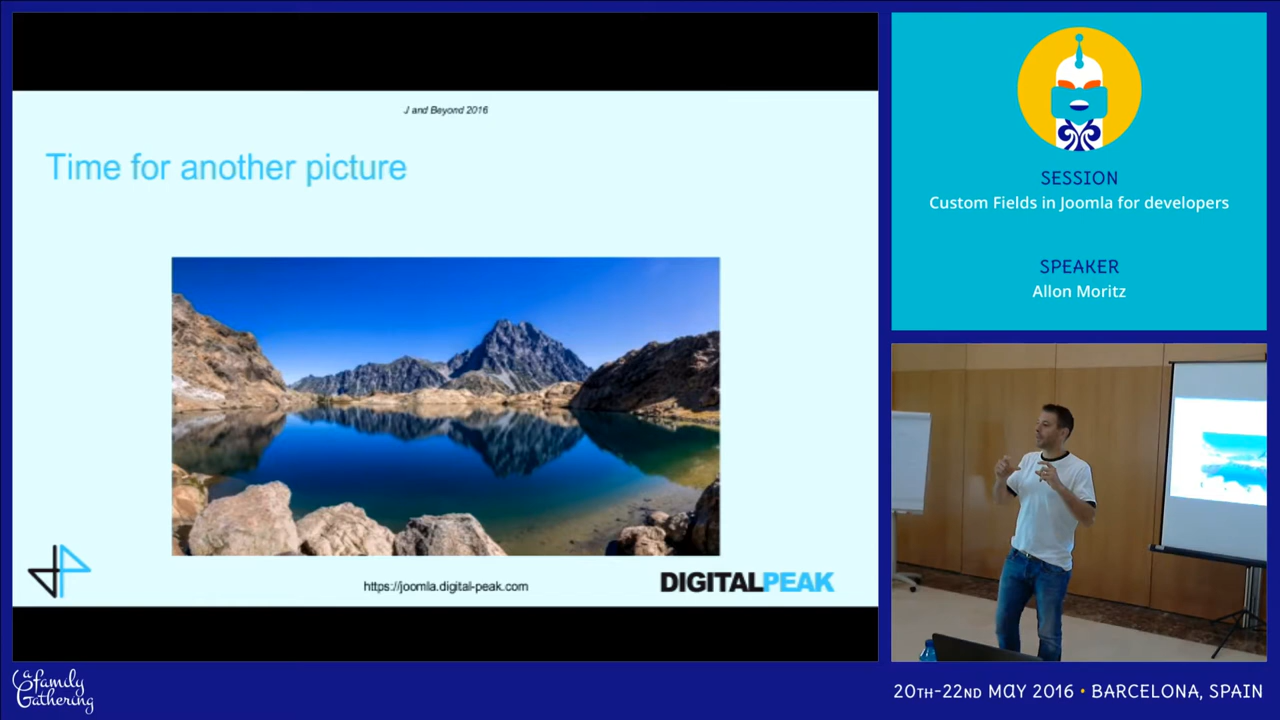 J and Beyond 2016
Time for another picture
https://joomla.digital-peak.com
DIGITALPEAK
SESSION
Custom Fields in Joomla for developers
SPEAKER
Allon Moritz
a family
Gathering
20TH-22ND MAY 2016 • BARCELONA, SPAIN